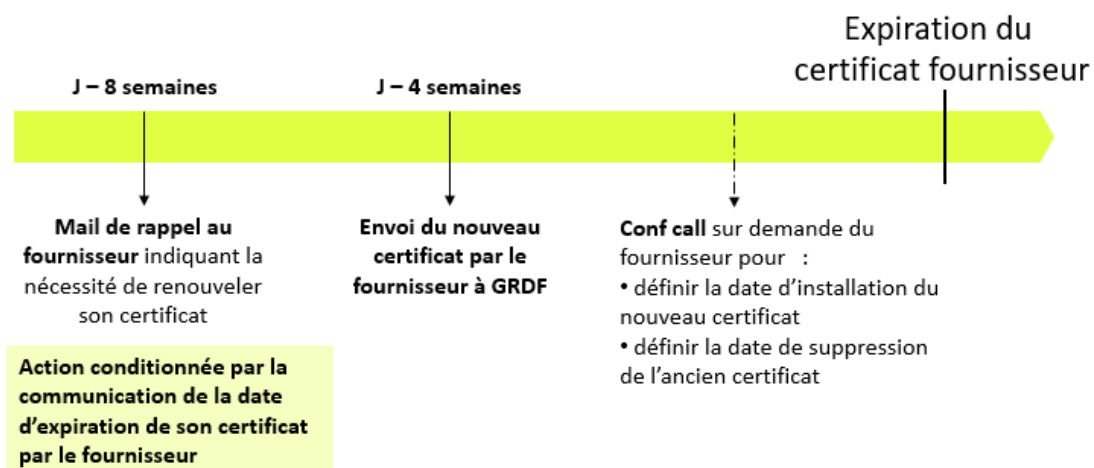 Expiration du
certificat fournisseur
J – 8 semaines
J – 4 semaines
Mail de rappel au
fournisseur indiquant la
nécessité de renouveler
son certificat
Envoi du nouveau
certificat par le
fournisseur à GRDF
Conf call sur demande du
fournisseur pour :
• définir la date d’installation du
nouveau certificat
• définir la date de suppression
de l’ancien certificat
Action conditionnée par la
communication de la date
d’expiration de son certificat
par le fournisseur